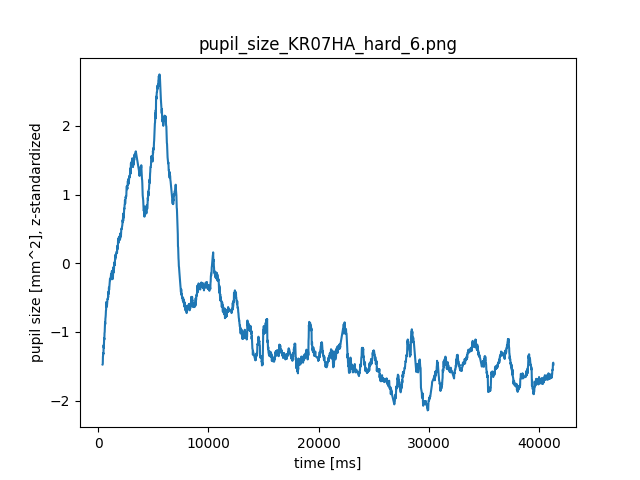 pupil_size_KR07HA_hard_6.png
pupil size [mm^2], z-standardized
2
1
0
−1
−2
0 10000 20000 30000 40000
time [ms]